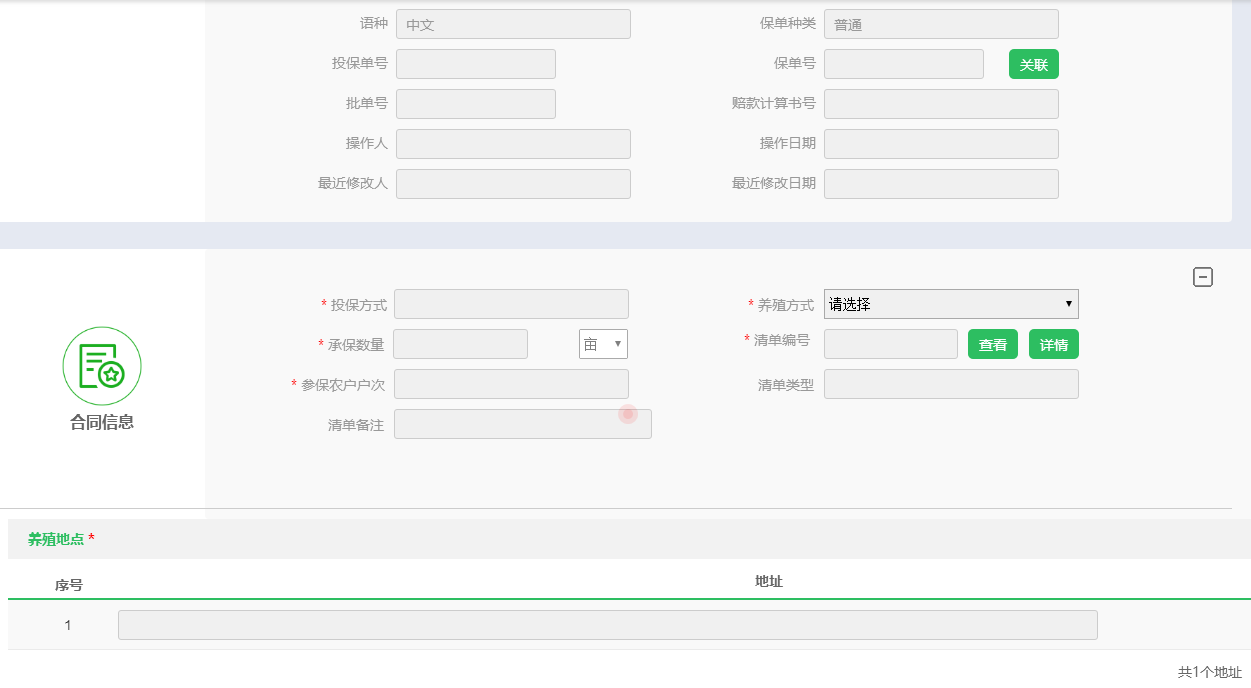 语种 中文 保单种类 普通
投保单号 保单号 关联
批单号 赔款计算书号
操作人 操作日期
最近修改人 最近修改日期
* 投保方式 * 养殖方式 请选择
* 承保数量 亩 * 清单编号 查看 详情
* 参保农户户次 清单类型
合同信息 清单备注
养殖地点 *
序号 地址
1
共1个地址